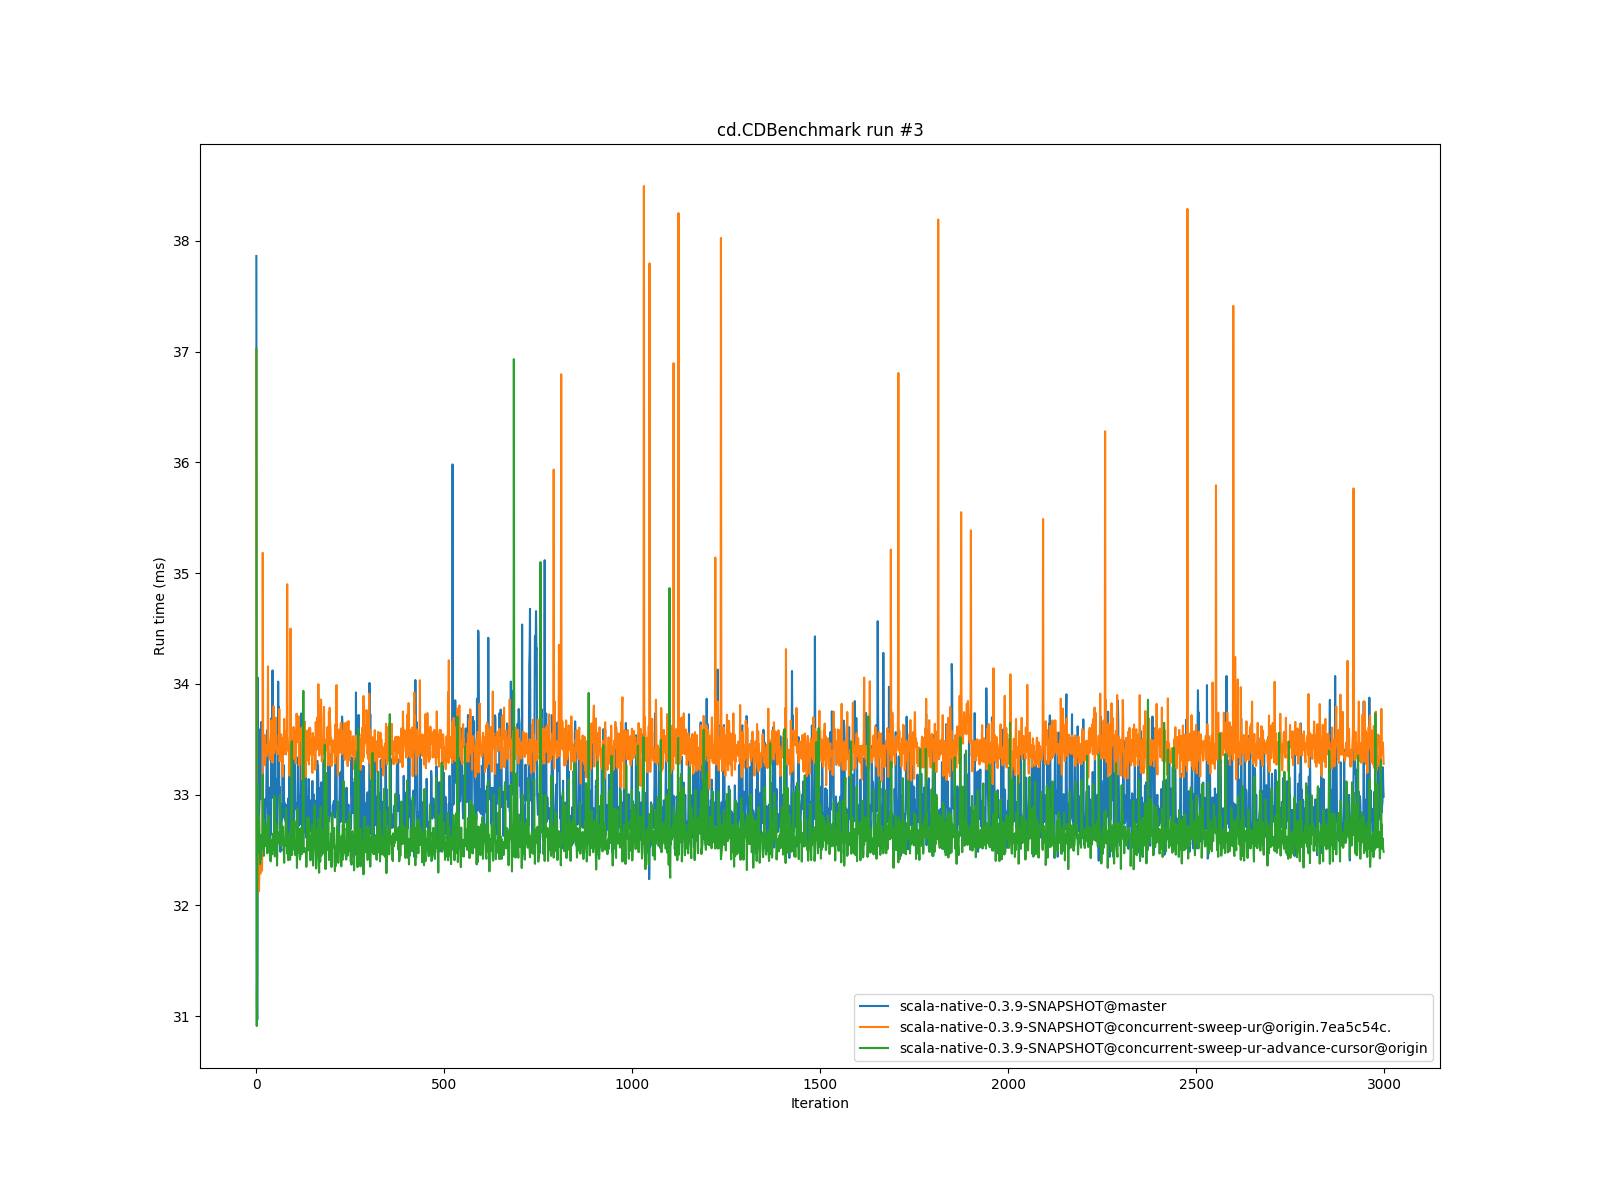 cd.CDBenchmark run #3
Run time (ms)
38
37
36
35
34
33
32
31
0
500
1000
1500
2000
2500
3000
Iteration
scala-native-0.3.9-SNAPSHOT@master
scala-native-0.3.9-SNAPSHOT@concurrent-sweep-ur@origin.7ea5c54c.
scala-native-0.3.9-SNAPSHOT@concurrent-sweep-ur-advance-cursor@origin